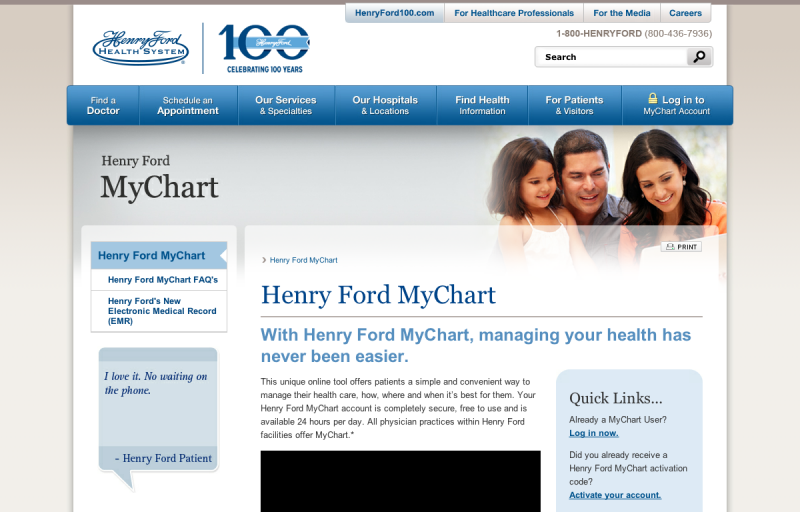 HenryFord100.com
For Healthcare Professionals
For the Media
Careers
Henry Ford
HEALTH SYSTEM
100
Henry Ford
CELEBRATING 100 YEARS
1-800-HENRYFORD (800-436-7936)
Search
Find a
Doctor
Schedule an
Appointment
Our Services
& Specialties
Our Hospitals
& Locations
Find Health
Information
For Patients
& Visitors
Log in to
MyChart Account
Henry Ford
MyChart
PRINT
Henry Ford MyChart
Henry Ford MyChart FAQ's
Henry Ford's New
Electronic Medical Record
(EMR)
I love it. No waiting on
the phone.
- Henry Ford Patient
Henry Ford MyChart
Henry Ford MyChart
With Henry Ford MyChart, managing your health has
never been easier.
This unique online tool offers patients a simple and convenient way to
manage their health care, how, where and when it's best for them. Your
Henry Ford MyChart account is completely secure, free to use and is
available 24 hours per day. All physician practices within Henry Ford
facilities offer MyChart.*
Quick Links...
Already a MyChart User?
Log in now.
Did you already receive a
Henry Ford MyChart activation
code?
Activate your account.